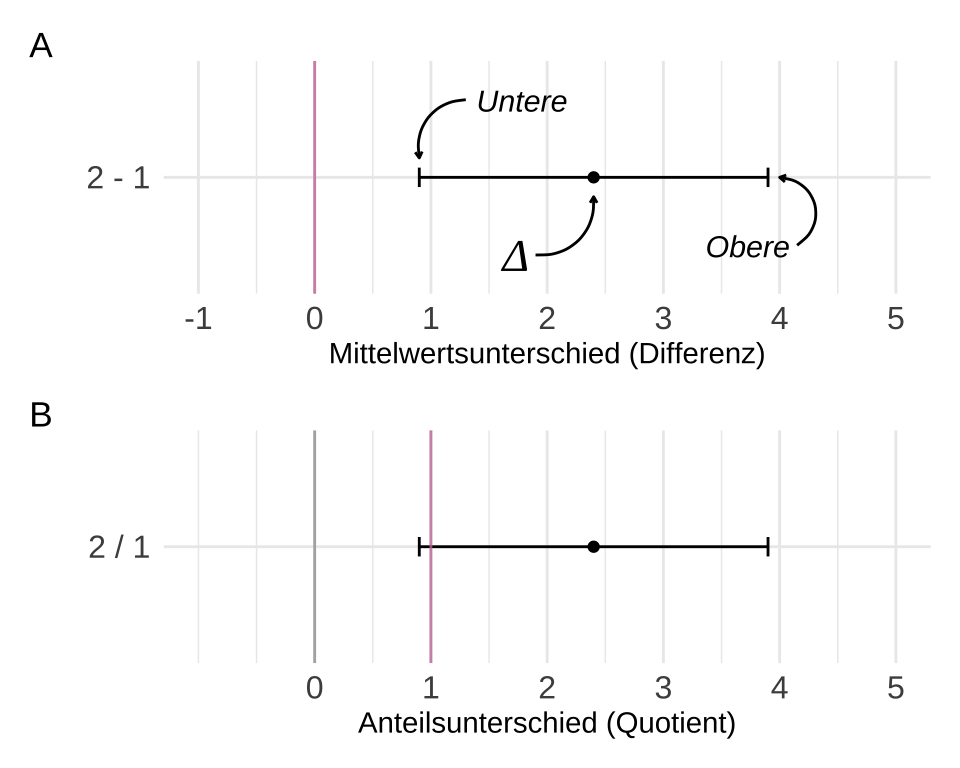 A
Untere
2 - 1
Δ
Obere
-1 0 1 2 3 4 5
Mittelwertsunterschied (Differenz)
B
2 / 1
0 1 2 3 4 5
Anteilsunterschied (Quotient)